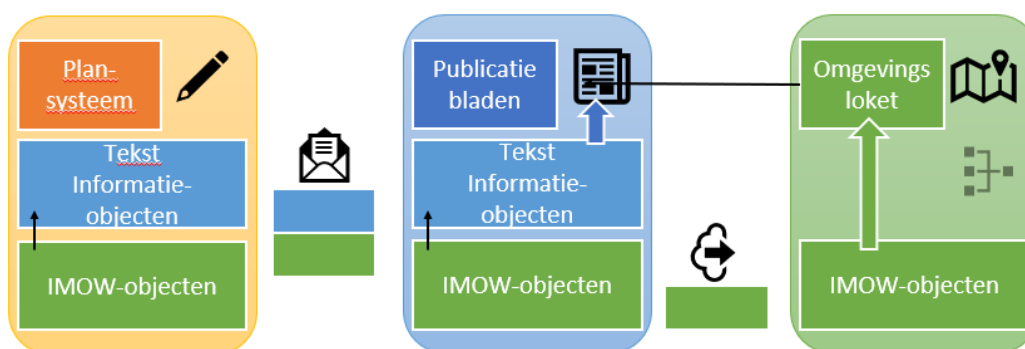 Plan-
systeem
Tekst
Informatie-
objecten
IMOW-objecten
Publicatie
bladen
Tekst
Informatie-
objecten
IMOW-objecten
Omgevings
loket
IMOW-objecten